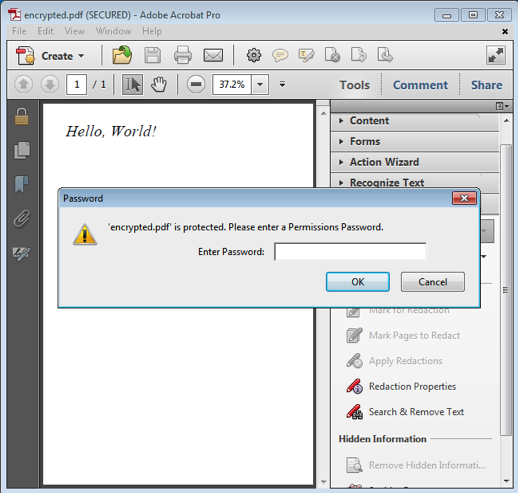 encrypted.pdf (SECURED) - Adobe Acrobat Pro
File Edit View Window Help
Create
1 / 1 37.2% Tools Comment Share
Hello, World!
Content
Forms
Action Wizard
Recognize Text
Password
'encrypted.pdf' is protected. Please enter a Permissions Password.
Enter Password:
OK Cancel
Mark for Redaction
Mark Pages to Redact
Apply Redactions
Redaction Properties
Search & Remove Text
Hidden Information
Remove Hidden Informati...